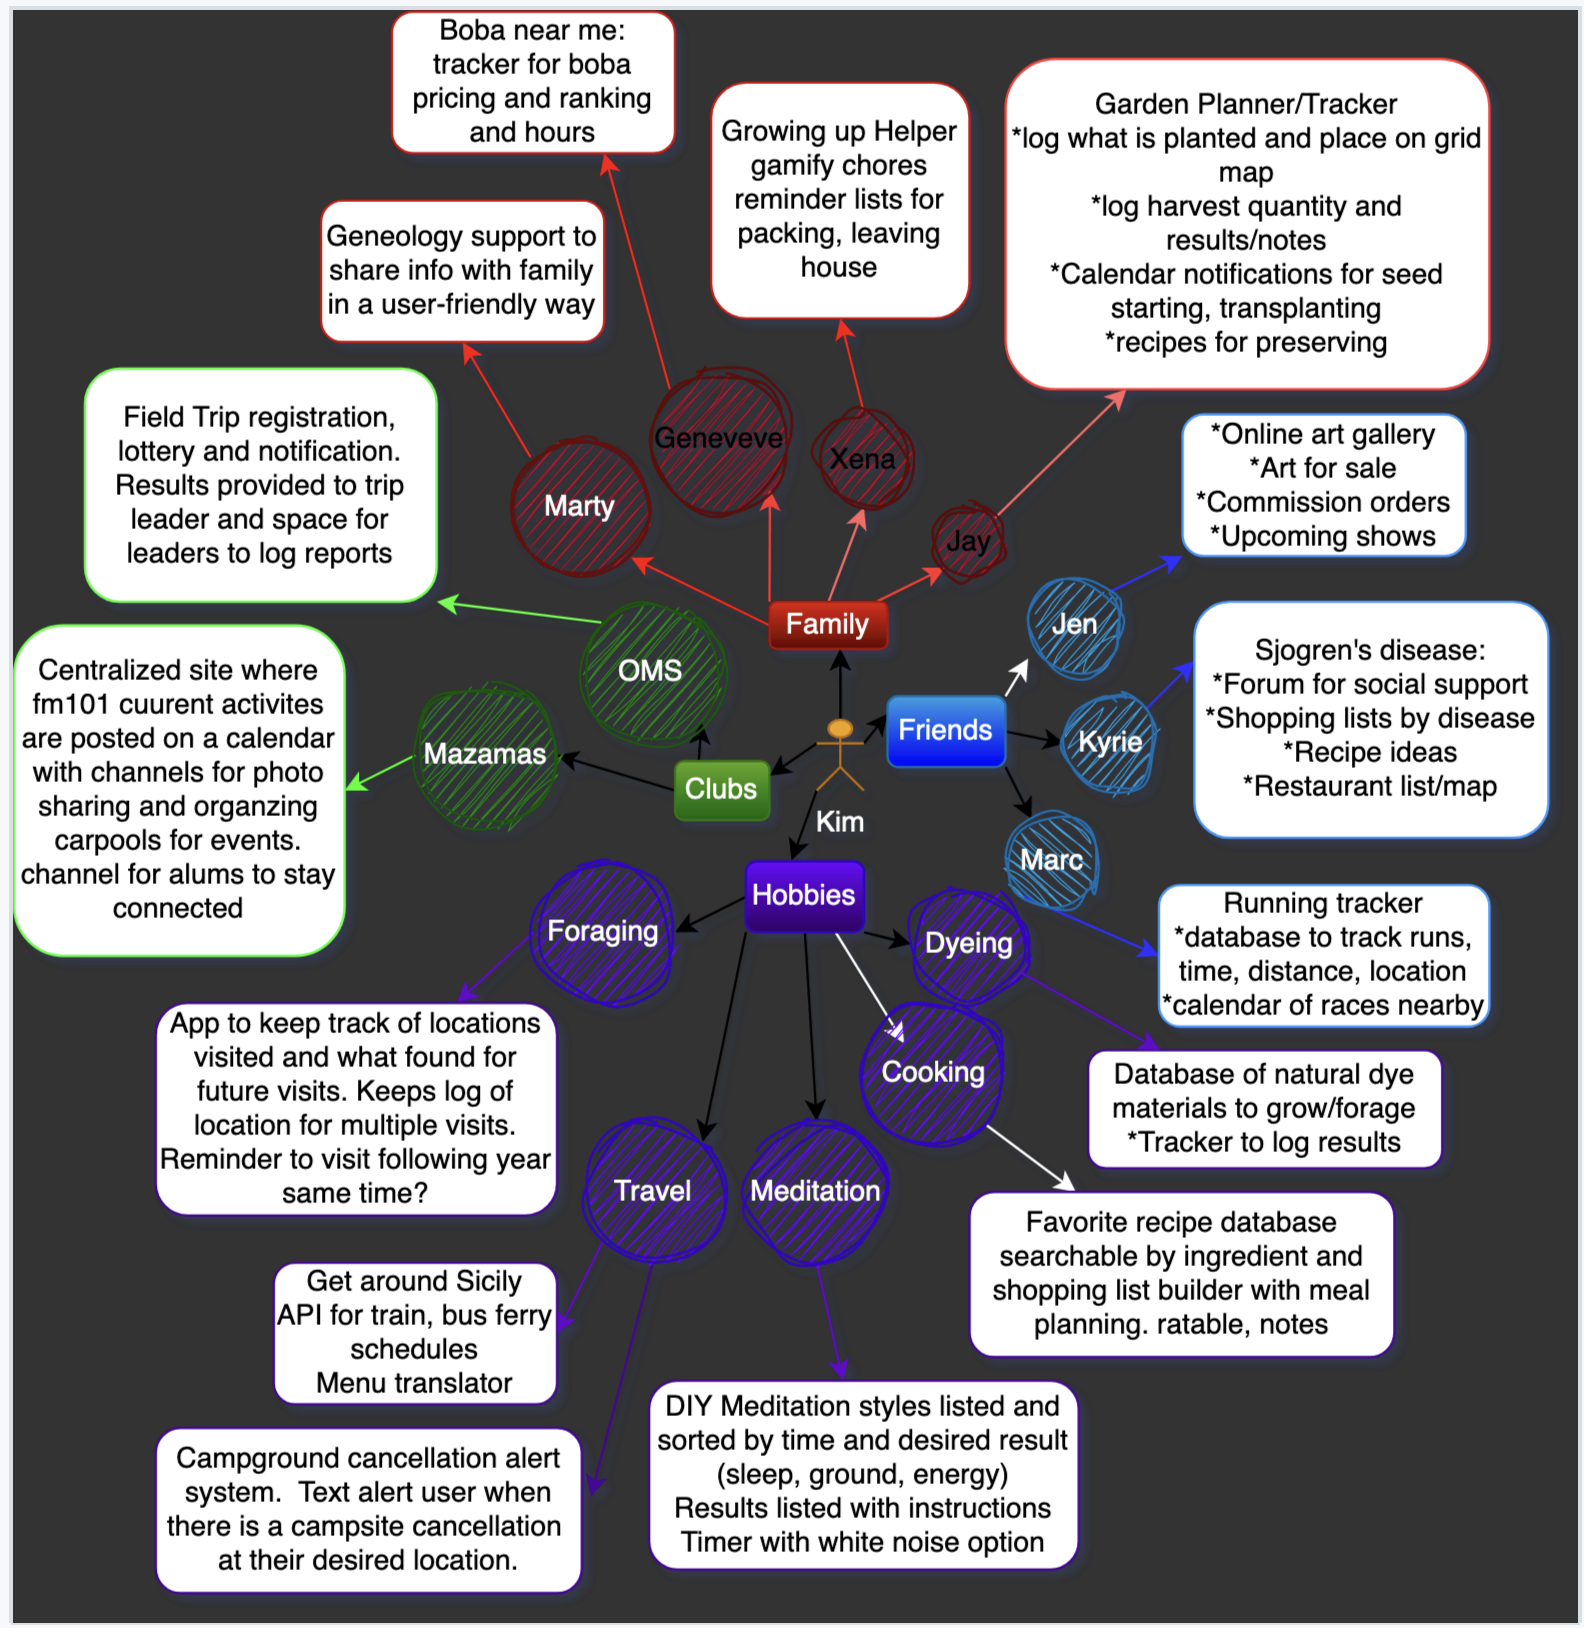 Boba near me:
tracker for boba
pricing and ranking
and hours
Growing up Helper
gamify chores
reminder lists for
packing, leaving
house
Garden Planner/Tracker
*log what is planted and place on grid
map
*log harvest quantity and
results/notes
*Calendar notifications for seed
starting, transplanting
*recipes for preserving
Geneology support to
share info with family
in a user-friendly way
Field Trip registration,
lottery and notification.
Results provided to trip
leader and space for
leaders to log reports
Marty
Geneveve
Xena
Jay
*Online art gallery
*Art for sale
*Commission orders
*Upcoming shows
Family
Jen
OMS
Sjogren's disease:
*Forum for social support
*Shopping lists by disease
*Recipe ideas
*Restaurant list/map
Centralized site where
fm101 cuurent activites
are posted on a calendar
with channels for photo
sharing and organzing
carpools for events.
channel for alums to stay
connected
Mazamas
Clubs
Kim
Friends
Kyrie
Marc
Hobbies
Foraging
Dyeing
Running tracker
*database to track runs,
time, distance, location
*calendar of races nearby
App to keep track of locations
visited and what found for
future visits. Keeps log of
location for multiple visits.
Reminder to visit following year
same time?
Cooking
Database of natural dye
materials to grow/forage
*Tracker to log results
Travel
Meditation
Favorite recipe database
searchable by ingredient and
shopping list builder with meal
planning. ratable, notes
Get around Sicily
API for train, bus ferry
schedules
Menu translator
DIY Meditation styles listed and
sorted by time and desired result
(sleep, ground, energy)
Results listed with instructions
Timer with white noise option
Campground cancellation alert
system.  Text alert user when
there is a campsite cancellation
at their desired location.